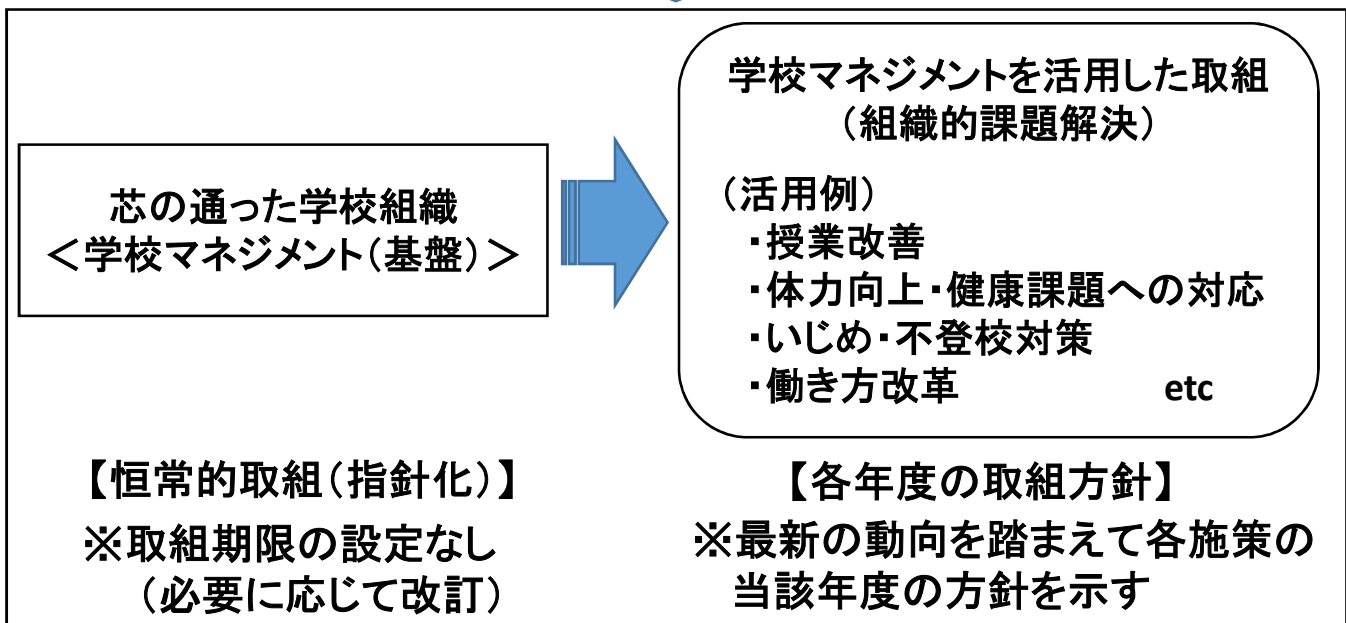 芯の通った学校組織
＜学校マネジメント（基盤）＞
学校マネジメントを活用した取組
（組織的課題解決）
（活用例）
・授業改善
・体力向上・健康課題への対応
・いじめ・不登校対策
・働き方改革　　　　etc
【恒常的取組（指針化）】
※取組期限の設定なし
（必要に応じて改訂）
【各年度の取組方針】
※最新の動向を踏まえて各施策の
当該年度の方針を示す